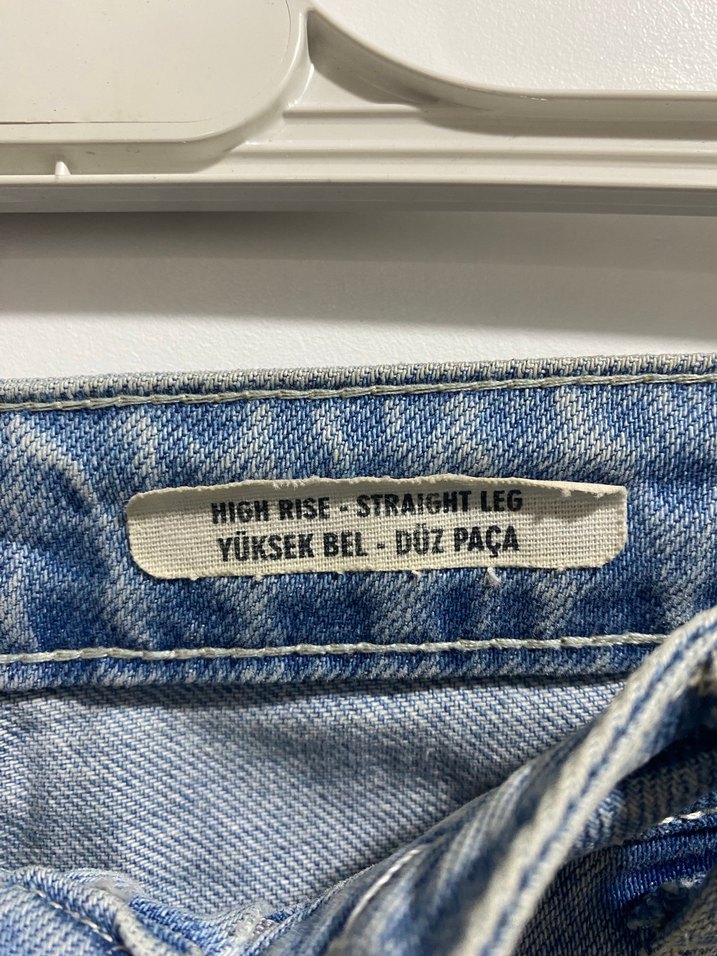 HIGH RISE - STRAIGHT LEG
YÜKSEK BEL - DÜZ PAÇA